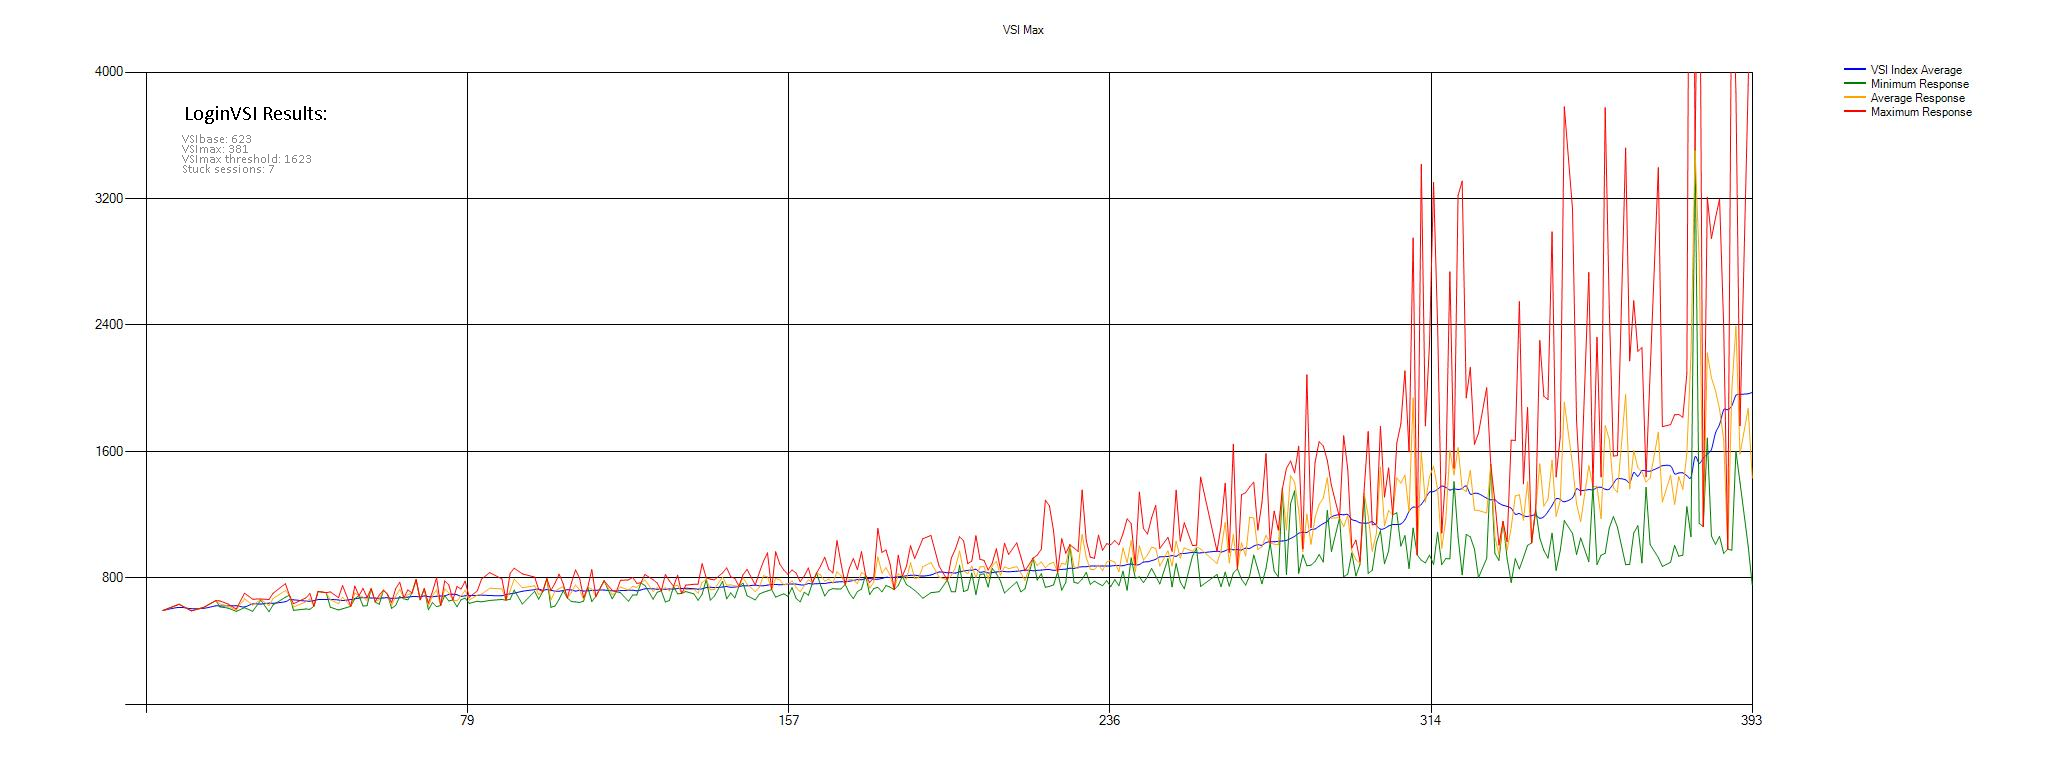 VSI Max
4000
3200
2400
1600
800
LoginVSI Results:
VSIbase: 623
VSImax: 381
VSImax threshold: 1623
Stuck sessions: 7
VSI Index Average
Minimum Response
Average Response
Maximum Response
79
157
236
314
393